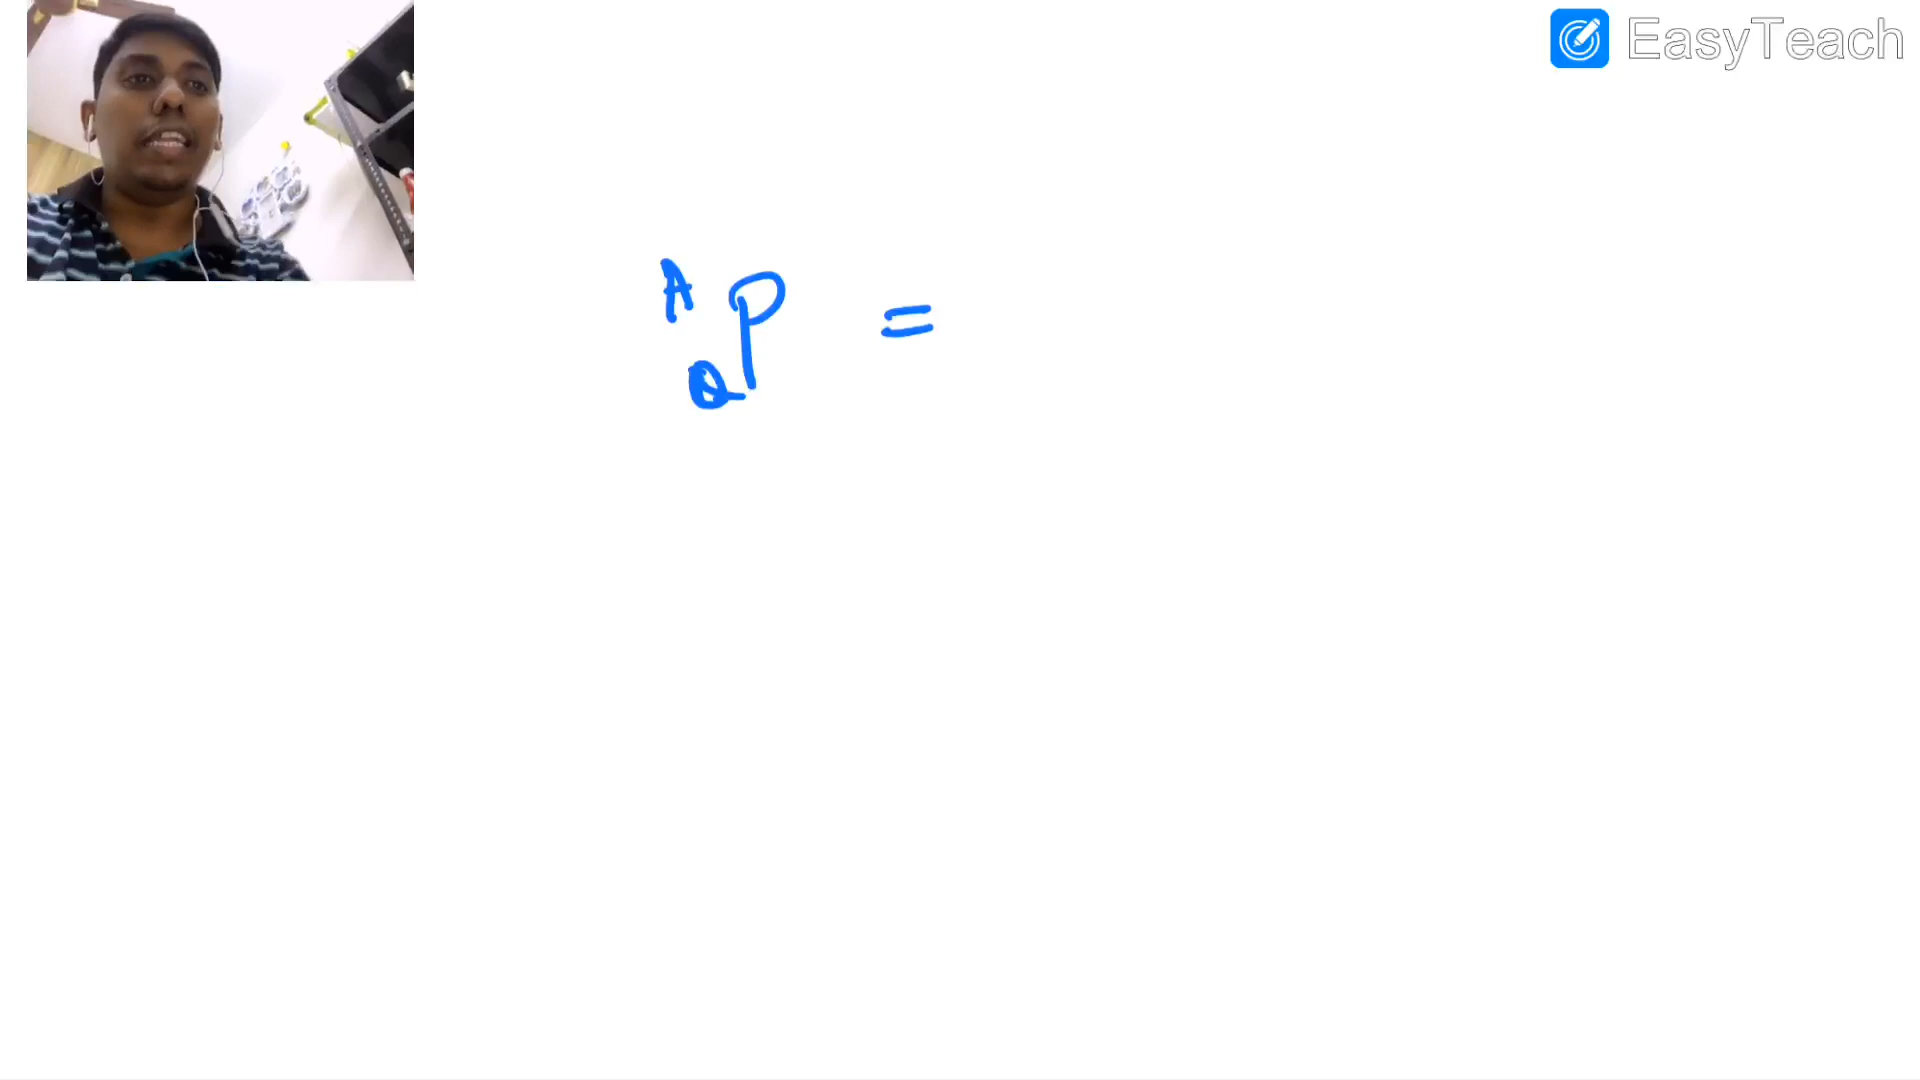 EasyTeach
A
P =
Q